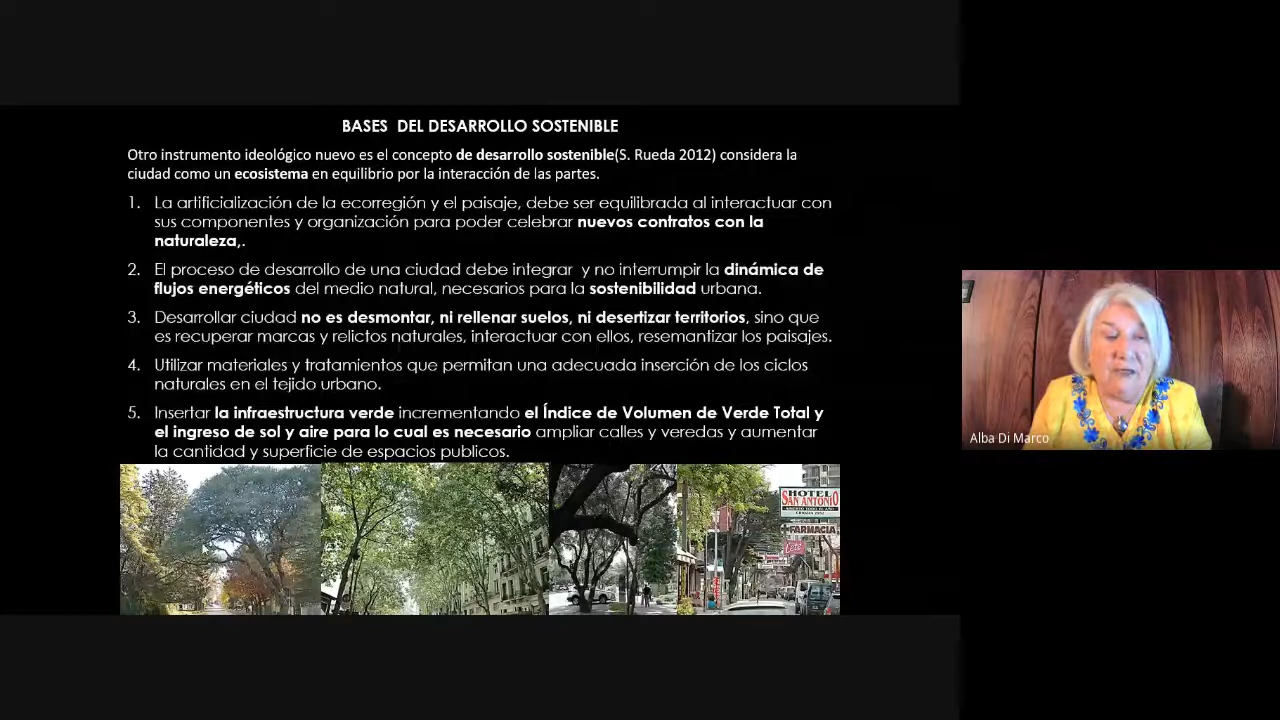 BASES DEL DESARROLLO SOSTENIBLE
Otro instrumento ideológico nuevo es el concepto de desarrollo sostenible(S. Rueda 2012) considera la
ciudad como un ecosistema en equilibrio por la interacción de las partes.
1. La artificialización de la ecorregión y el paisaje, debe ser equilibrada al interactuar con
sus componentes y organización para poder celebrar nuevos contratos con la
naturaleza,.
2. El proceso de desarrollo de una ciudad debe integrar y no interrumpir la dinámica de
flujos energéticos del medio natural, necesarios para la sostenibilidad urbana.
3. Desarrollar ciudad no es desmontar, ni rellenar suelos, ni desertizar territorios, sino que
es recuperar marcas y relictos naturales, interactuar con ellos, resemantizar los paisajes.
4. Utilizar materiales y tratamientos que permitan una adecuada inserción de los ciclos
naturales en el tejido urbano.
5. Insertar la infraestructura verde incrementando el Índice de Volumen de Verde Total y
el ingreso de sol y aire para lo cual es necesario ampliar calles y veredas y aumentar
la cantidad y superficie de espacios publicos.
HOTEL
SAN ANTONIO
FARMACIA
Alba Di Marco